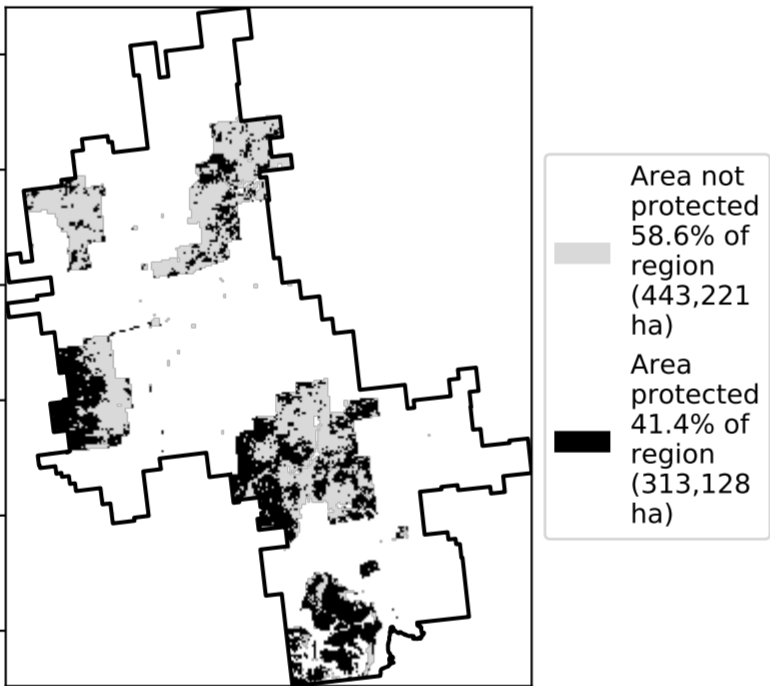 Area not
protected
58.6% of
region
(443,221
ha)
Area
protected
41.4% of
region
(313,128
ha)